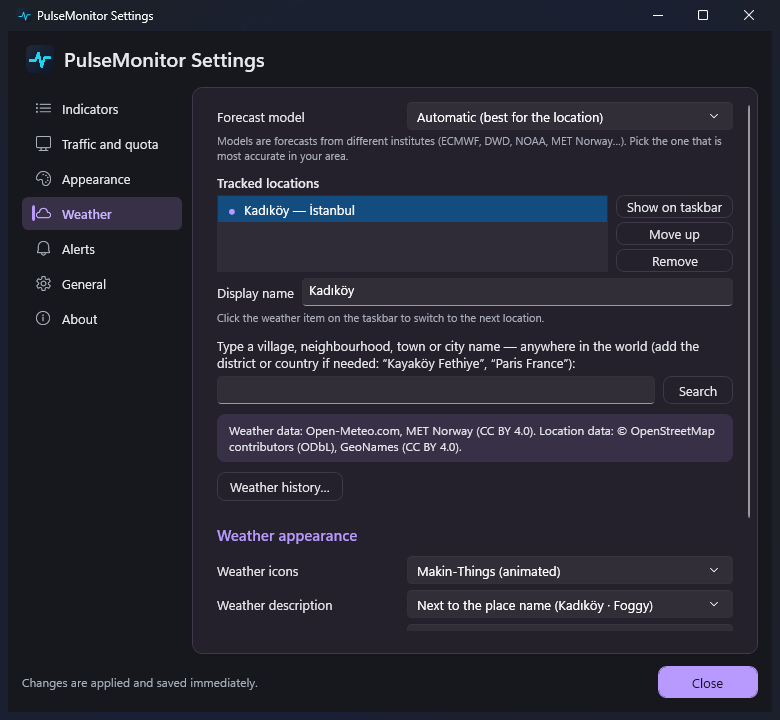 PulseMonitor Settings
PulseMonitor Settings
Indicators
Traffic and quota
Appearance
Weather
Alerts
General
About
Forecast model
Automatic (best for the location)
Models are forecasts from different institutes (ECMWF, DWD, NOAA, MET Norway...). Pick the one that is
most accurate in your area.
Tracked locations
Kadıköy — İstanbul
Show on taskbar
Move up
Remove
Display name
Kadıköy
Click the weather item on the taskbar to switch to the next location.
Type a village, neighbourhood, town or city name — anywhere in the world (add the
district or country if needed: “Kayaköy Fethiye”, “Paris France”):
Search
Weather data: Open-Meteo.com, MET Norway (CC BY 4.0). Location data: © OpenStreetMap
contributors (ODbL), GeoNames (CC BY 4.0).
Weather history...
Weather appearance
Weather icons
Makin-Things (animated)
Weather description
Next to the place name (Kadıköy · Foggy)
Changes are applied and saved immediately.
Close